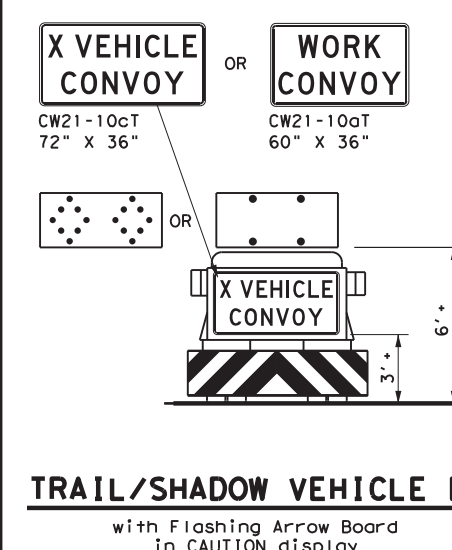 X VEHICLE
CONVOY
OR
WORK
CONVOY
CW21-10cT
72" X 36"
CW21-10aT
60" X 36"
OR
X VEHICLE
CONVOY
6'+
3'+
TRAIL/SHADOW VEHICLE
with Flashing Arrow Board
in CAUTION display